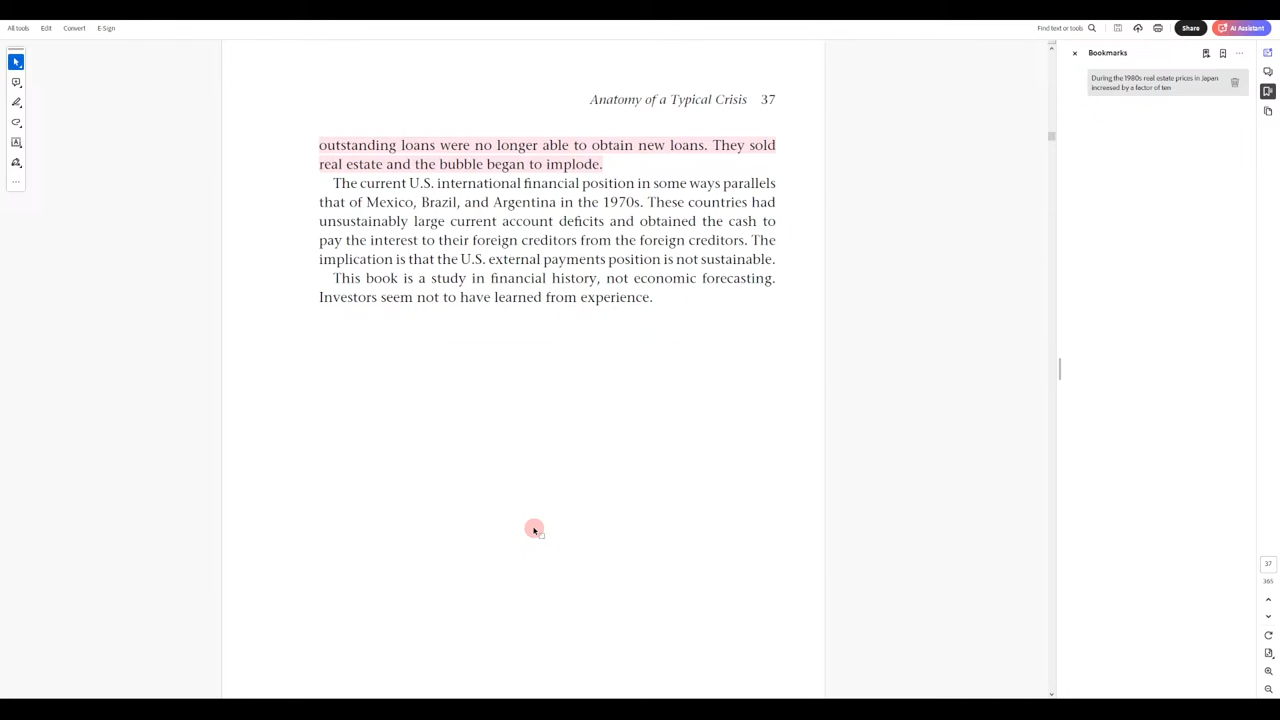 All tools Edit Convert E-Sign Find text or tools Share AI Assistant
Bookmarks
During the 1980s real estate prices in Japan
increased by a factor of ten
Anatomy of a Typical Crisis 37
outstanding loans were no longer able to obtain new loans. They sold
real estate and the bubble began to implode.
The current U.S. international financial position in some ways parallels
that of Mexico, Brazil, and Argentina in the 1970s. These countries had
unsustainably large current account deficits and obtained the cash to
pay the interest to their foreign creditors from the foreign creditors. The
implication is that the U.S. external payments position is not sustainable.
This book is a study in financial history, not economic forecasting.
Investors seem not to have learned from experience.
37
365